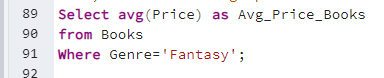 89 Select avg(Price) as Avg_Price_Books
90 from Books
91 Where Genre='Fantasy';
92